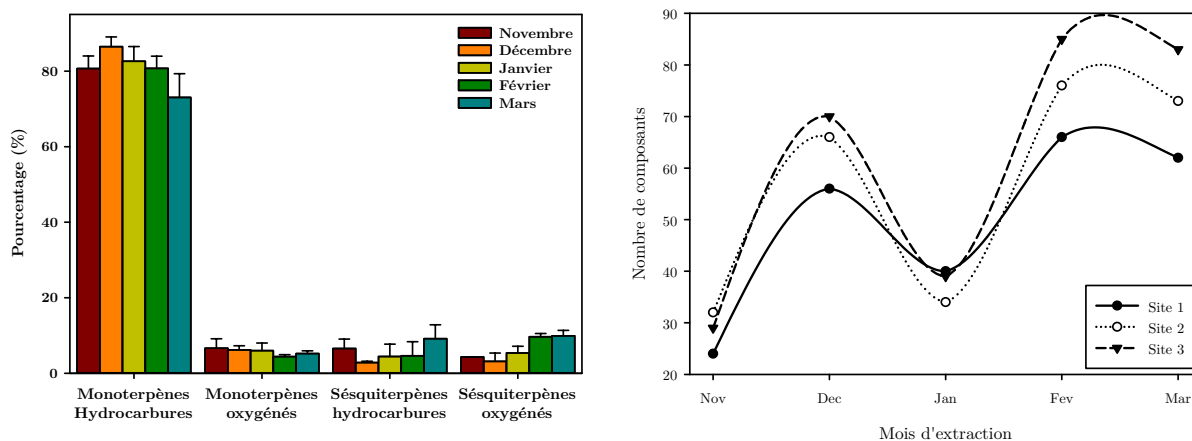 Pourcentage (%)
80
60
40
20
0
Novembre
Décembre
Janvier
Février
Mars
Monoterpènes
Hydrocarbures
Monoterpènes
oxygénés
Sésquiterpènes
hydrocarbures
Sésquiterpènes
oxygénés
Nombre de composants
90
80
70
60
50
40
30
20
Site 1
Site 2
Site 3
Nov
Dec
Jan
Fev
Mar
Mois d'extraction